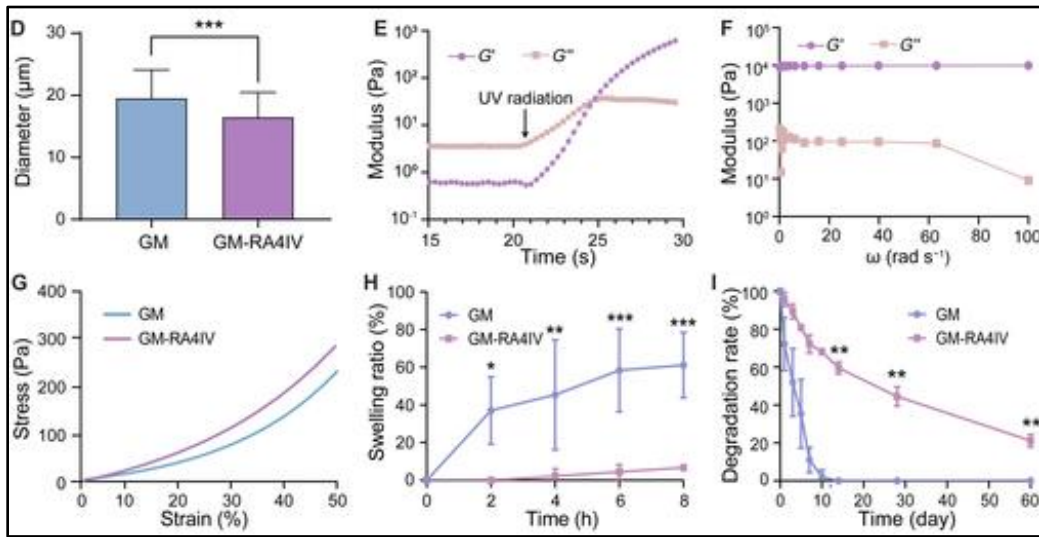 D
30
20
10
0
Diameter (µm)
***
GM
GM-RA4IV
E
G'
G''
10³
10²
10¹
10⁰
10⁻¹
Modulus (Pa)
UV radiation
15
20
25
30
Time (s)
F
G'
G''
10⁵
10⁴
10³
10²
10¹
10⁰
Modulus (Pa)
0
20
40
60
80
100
ω (rad s⁻¹)
G
400
300
200
100
0
Stress (Pa)
GM
GM-RA4IV
0
10
20
30
40
50
Strain (%)
H
100
80
60
40
20
0
Swelling ratio (%)
GM
GM-RA4IV
*
**
***
***
0
2
4
6
8
Time (h)
I
100
80
60
40
20
0
Degradation rate (%)
GM
GM-RA4IV
**
**
**
0
10
20
30
40
50
60
Time (day)